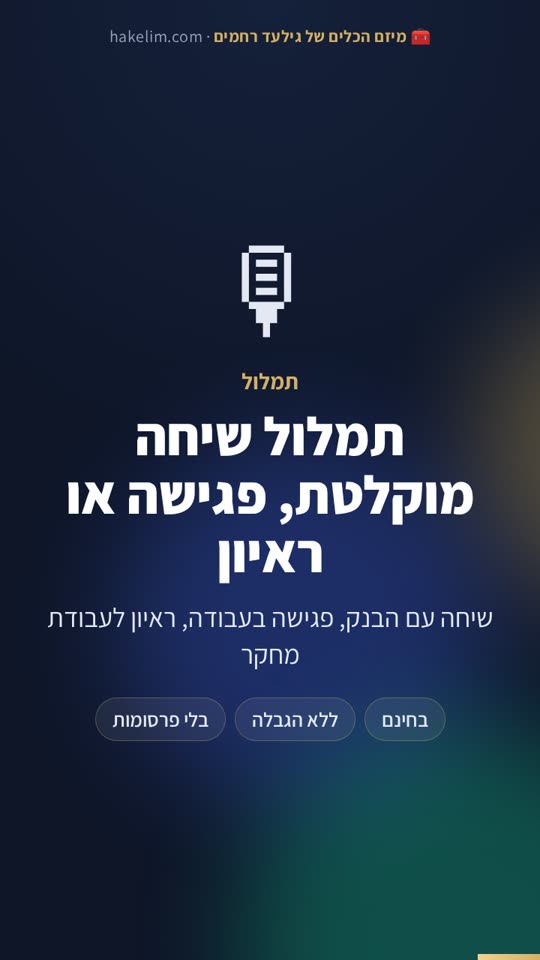 🧰 מיזם הכלים של גילעד רחמים · hakelim.com
תמלול
תמלול שיחה
מוקלטת, פגישה או
ראיון
שיחה עם הבנק, פגישה בעבודה, ראיון לעבודת
מחקר
בחינם
ללא הגבלה
בלי פרסומות